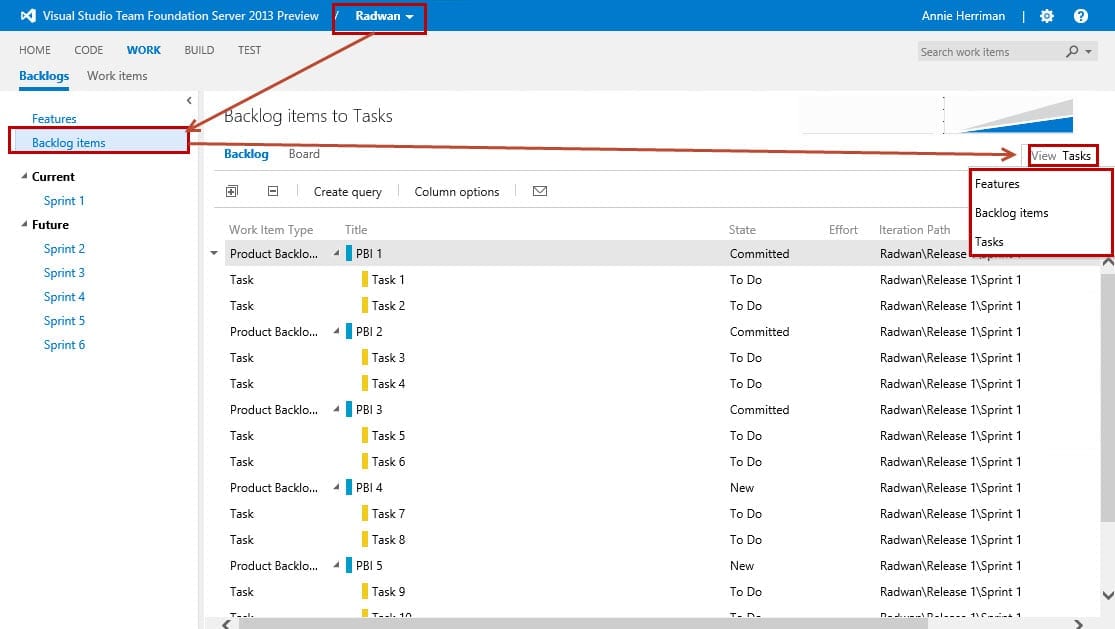 Visual Studio Team Foundation Server 2013 Preview / Radwan Annie Herriman | ?
HOME CODE WORK BUILD TEST Search work items
Backlogs Work items
Features
Backlog items
Current
Sprint 1
Future
Sprint 2
Sprint 3
Sprint 4
Sprint 5
Sprint 6
Backlog items to Tasks
Backlog Board View Tasks
Features
Backlog items
Tasks
Create query Column options
Work Item Type Title State Effort Iteration Path
Product Backlo... PBI 1 Committed Radwan\Release 1\Sprint 1
Task Task 1 To Do Radwan\Release 1\Sprint 1
Task Task 2 To Do Radwan\Release 1\Sprint 1
Product Backlo... PBI 2 Committed Radwan\Release 1\Sprint 1
Task Task 3 To Do Radwan\Release 1\Sprint 1
Task Task 4 To Do Radwan\Release 1\Sprint 1
Product Backlo... PBI 3 Committed Radwan\Release 1\Sprint 1
Task Task 5 To Do Radwan\Release 1\Sprint 1
Task Task 6 To Do Radwan\Release 1\Sprint 1
Product Backlo... PBI 4 New Radwan\Release 1\Sprint 1
Task Task 7 To Do Radwan\Release 1\Sprint 1
Task Task 8 To Do Radwan\Release 1\Sprint 1
Product Backlo... PBI 5 New Radwan\Release 1\Sprint 1
Task Task 9 To Do Radwan\Release 1\Sprint 1
Task Task 10 To Do Radwan\Release 1\Sprint 1